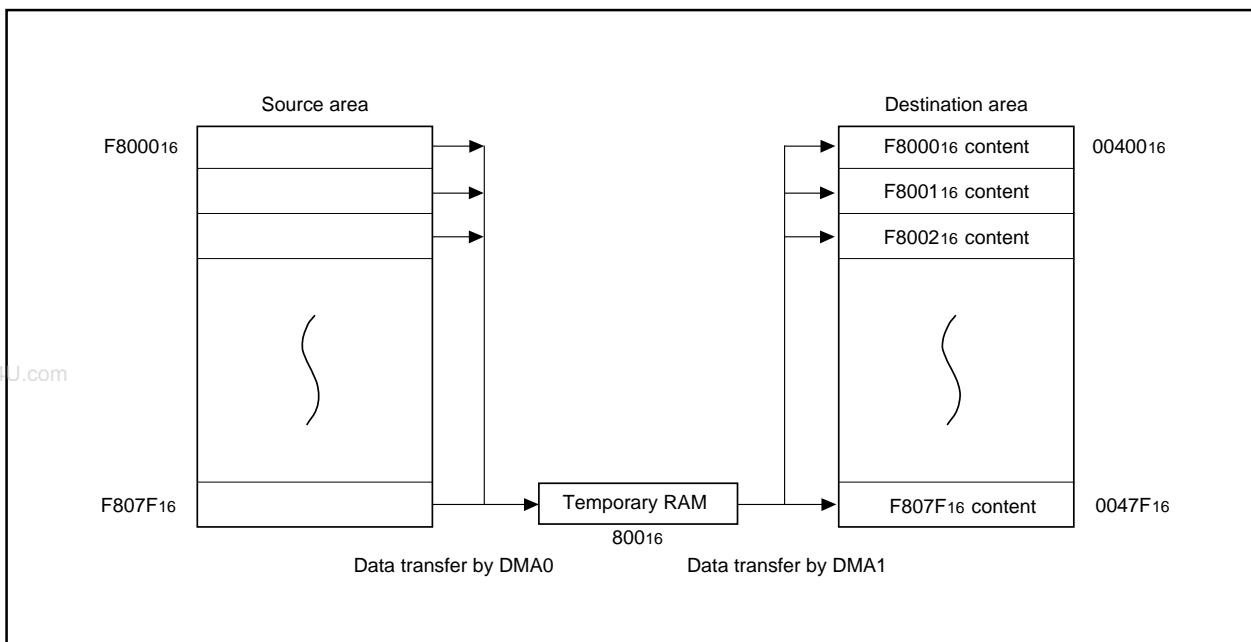 Source area
Destination area
F800016
F800016 content
0040016
F800116 content
F800216 content
4U.com
F807F16
Temporary RAM
F807F16 content
0047F16
80016
Data transfer by DMA0
Data transfer by DMA1